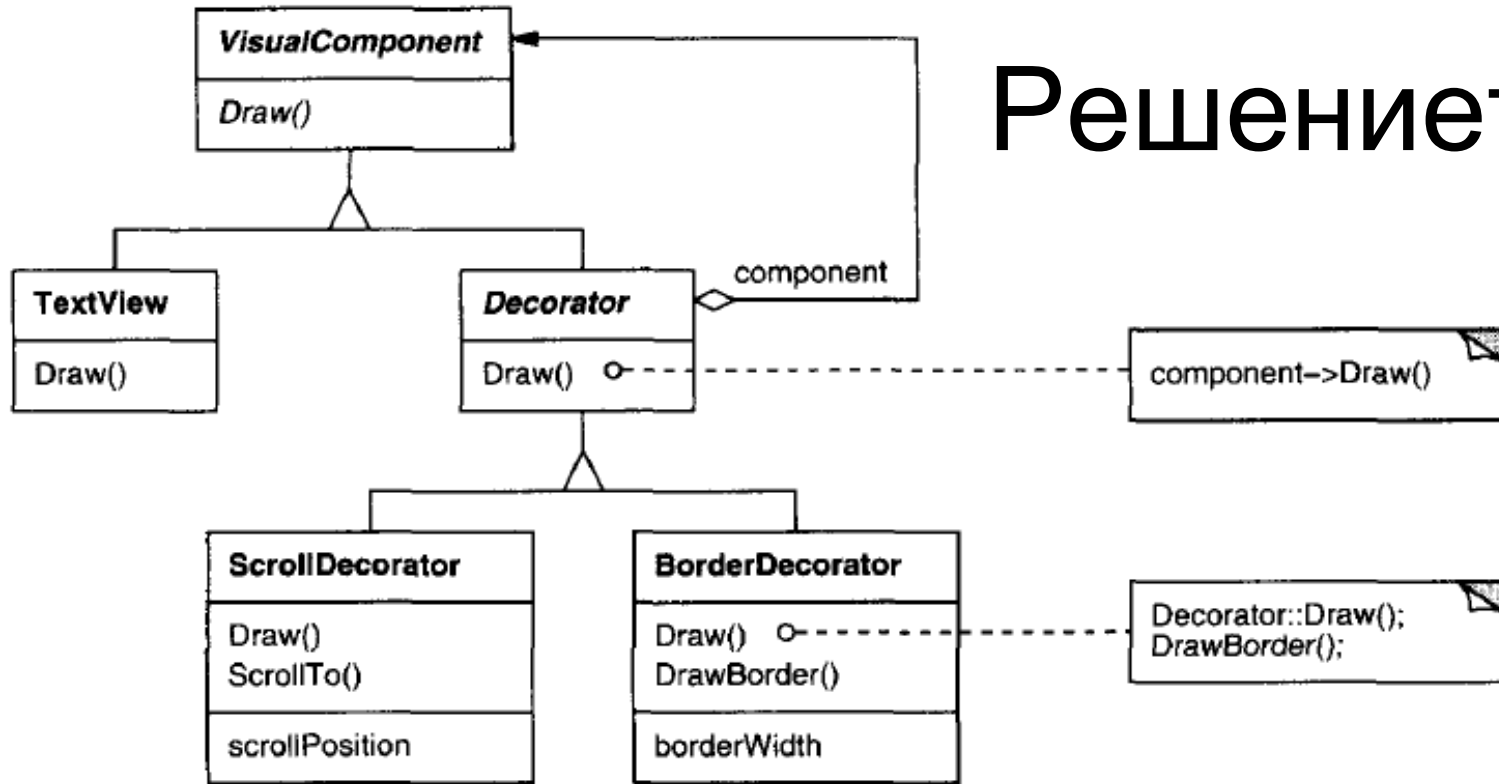 VisualComponent
Draw()
Решениет
component
TextView
Draw()
Decorator
Draw()
component–>Draw()
ScrollDecorator
Draw()
ScrollTo()
scrollPosition
BorderDecorator
Draw()
DrawBorder()
borderWidth
Decorator::Draw();
DrawBorder();